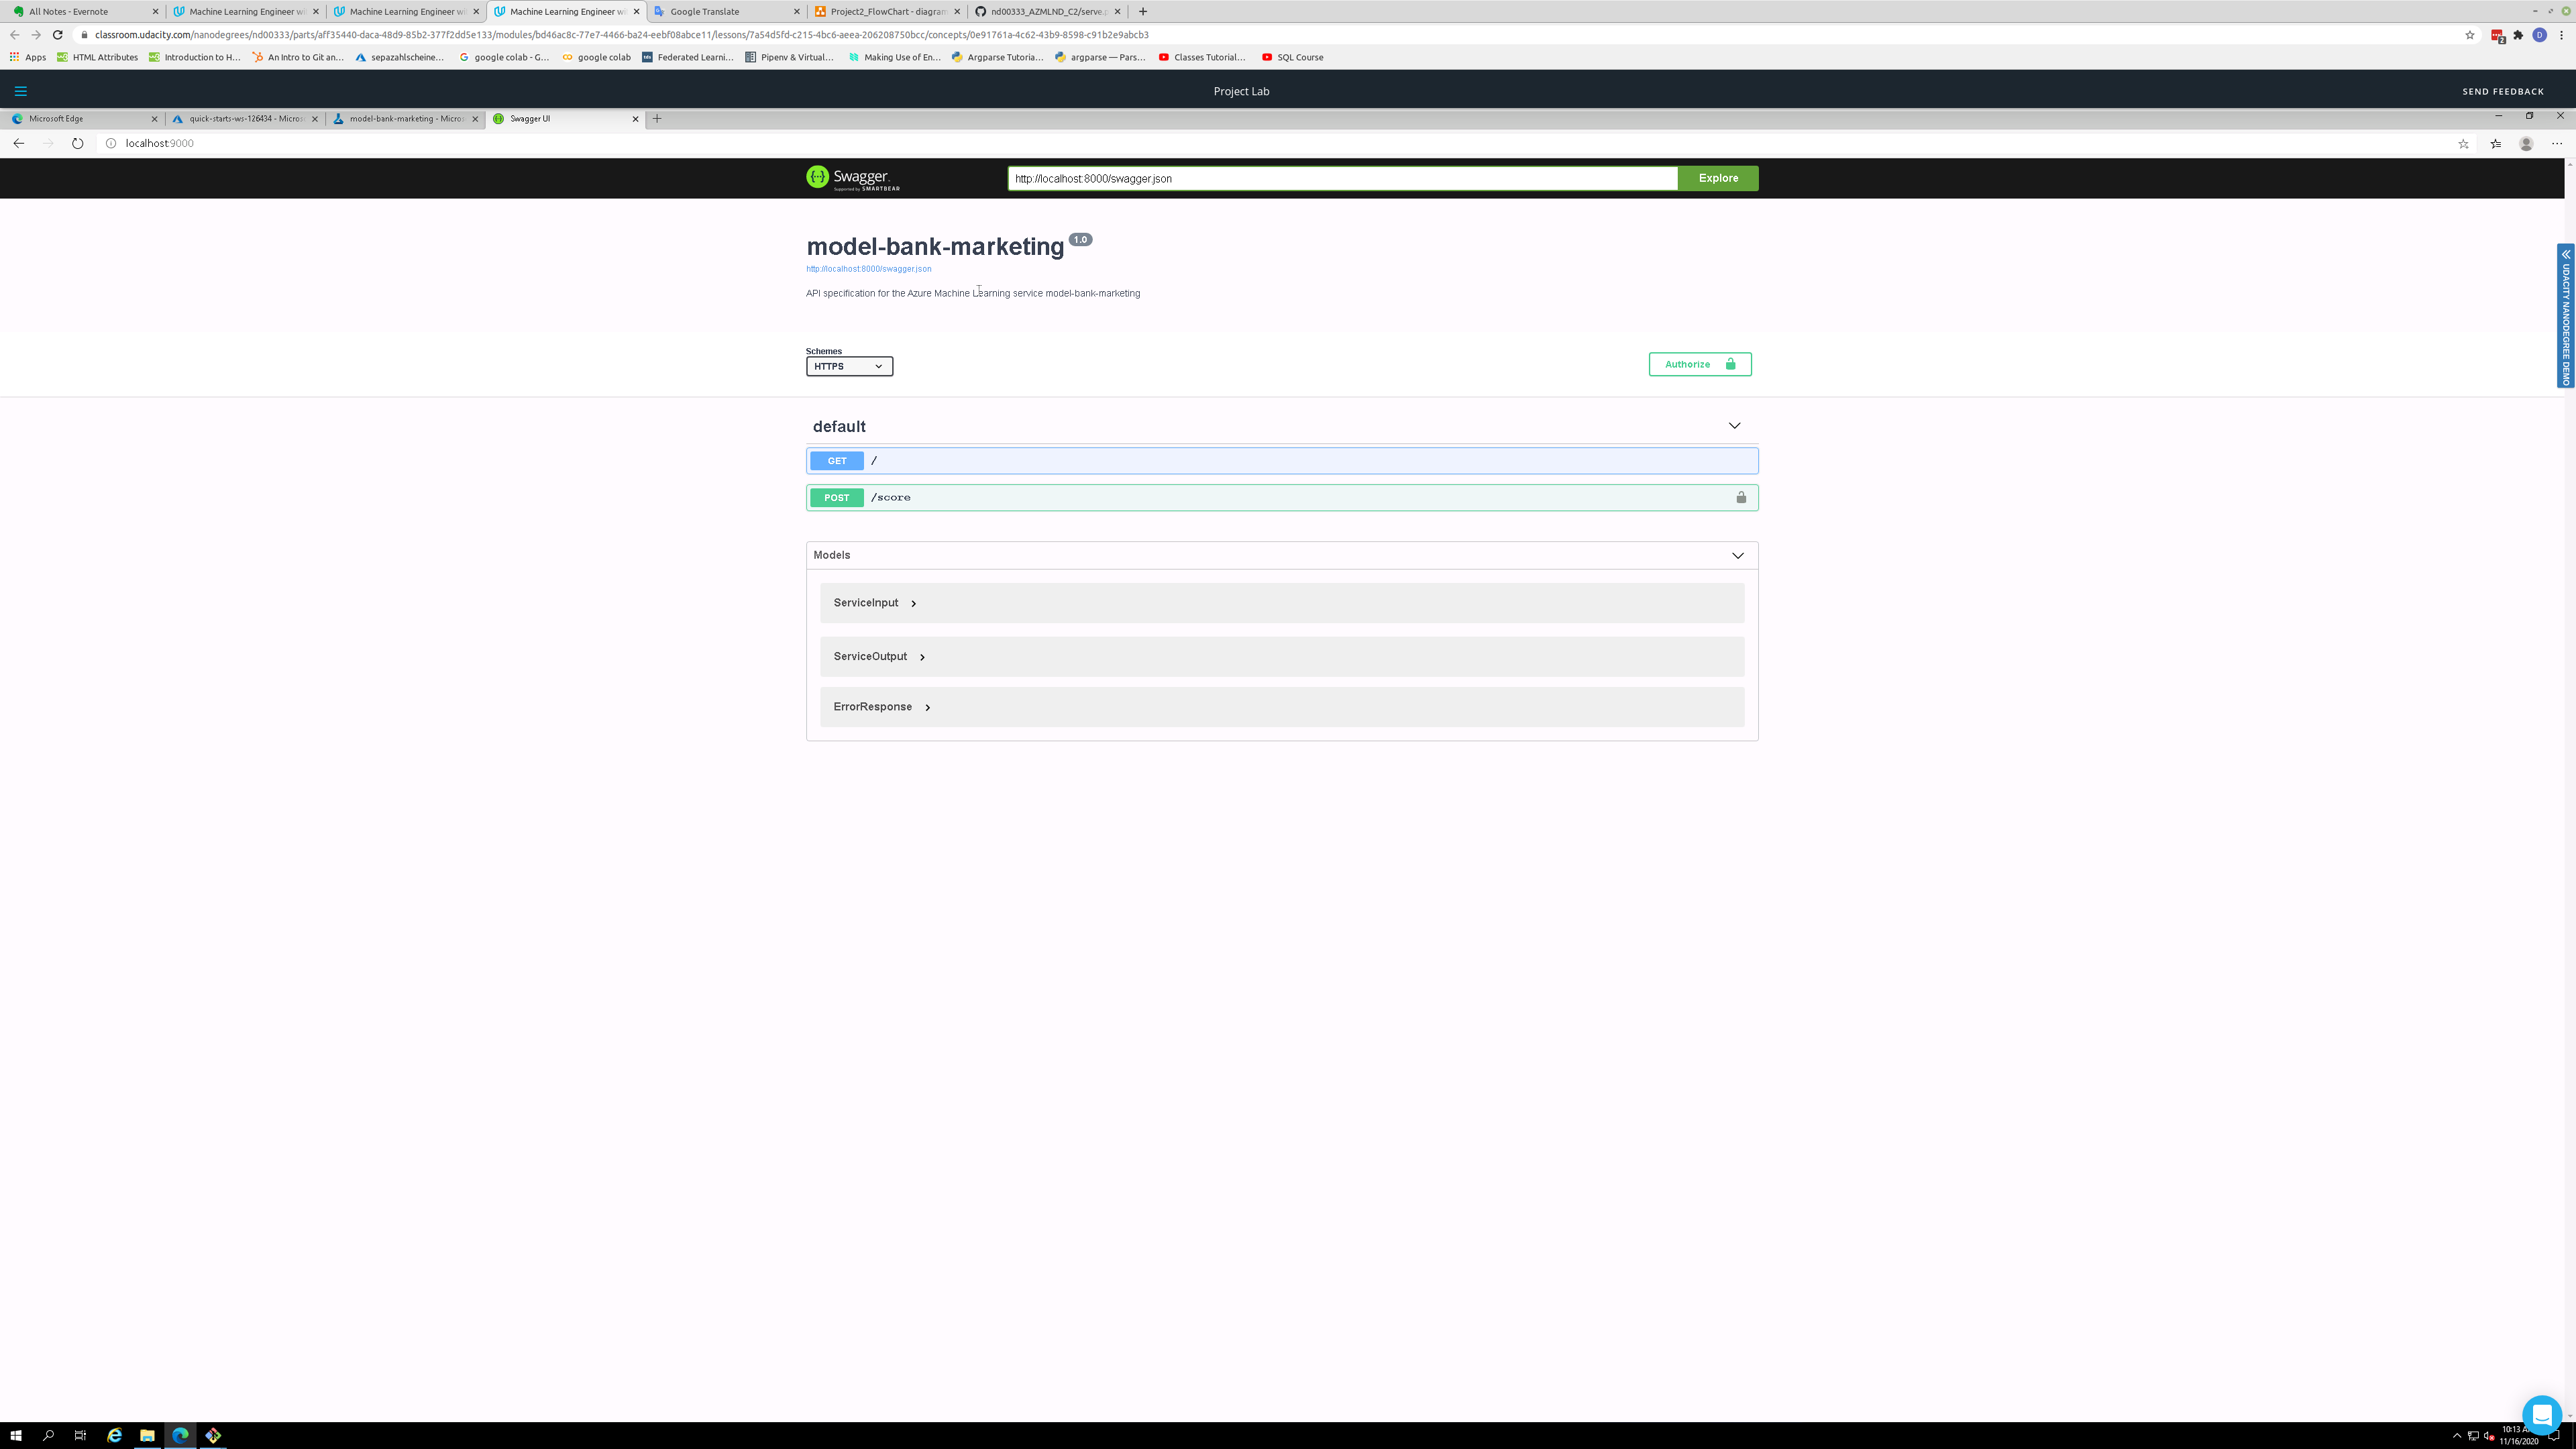 All Notes - Evernote
Machine Learning Engineer wi
Machine Learning Engineer wi
Machine Learning Engineer wi
Google Translate
Project2_FlowChart - diagram
nd00333_AZMLND_C2/serve.p
classroom.udacity.com/nanodegrees/nd00333/parts/aff35440-daca-48d9-85b2-377f2dd5e133/modules/bd46ac8c-77e7-4466-ba24-eebf08abce11/lessons/7a54d5fd-c215-4bc6-aeea-206208750bcc/concepts/0e91761a-4c62-43b9-8598-c91b2e9abcb3
D
Apps
HTML Attributes
Introduction to H...
An Intro to Git an...
sepazahlscheine...
google colab - G...
google colab
Federated Learni...
Pipenv & Virtual...
Making Use of En...
Argparse Tutoria...
argparse — Pars...
Classes Tutorial...
SQL Course
Project Lab
SEND FEEDBACK
Microsoft Edge
quick-starts-ws-126434 - Micros
model-bank-marketing - Micros
Swagger UI
localhost:9000
Swagger.
Supported by SMARTBEAR
http://localhost:8000/swagger.json
Explore
model-bank-marketing 1.0
http://localhost:8000/swagger.json
API specification for the Azure Machine Learning service model-bank-marketing
UDACITY NANODEGREE DEMO
Schemes
HTTPS
Authorize
default
GET /
POST /score
Models
ServiceInput
ServiceOutput
ErrorResponse
10:13 A
11/16/2020